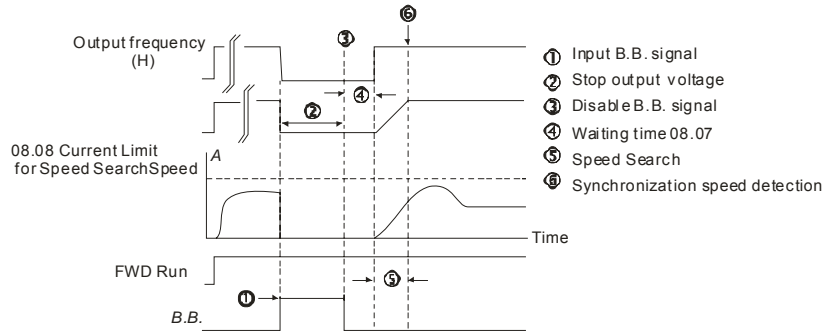 ⑥
Output frequency
(H)
③
④
②
08.08 Current Limit
for Speed SearchSpeed
A
Time
FWD Run
⑤
①
B.B.
① Input B.B. signal
② Stop output voltage
③ Disable B.B. signal
④ Waiting time 08.07
⑤ Speed Search
⑥ Synchronization speed detection